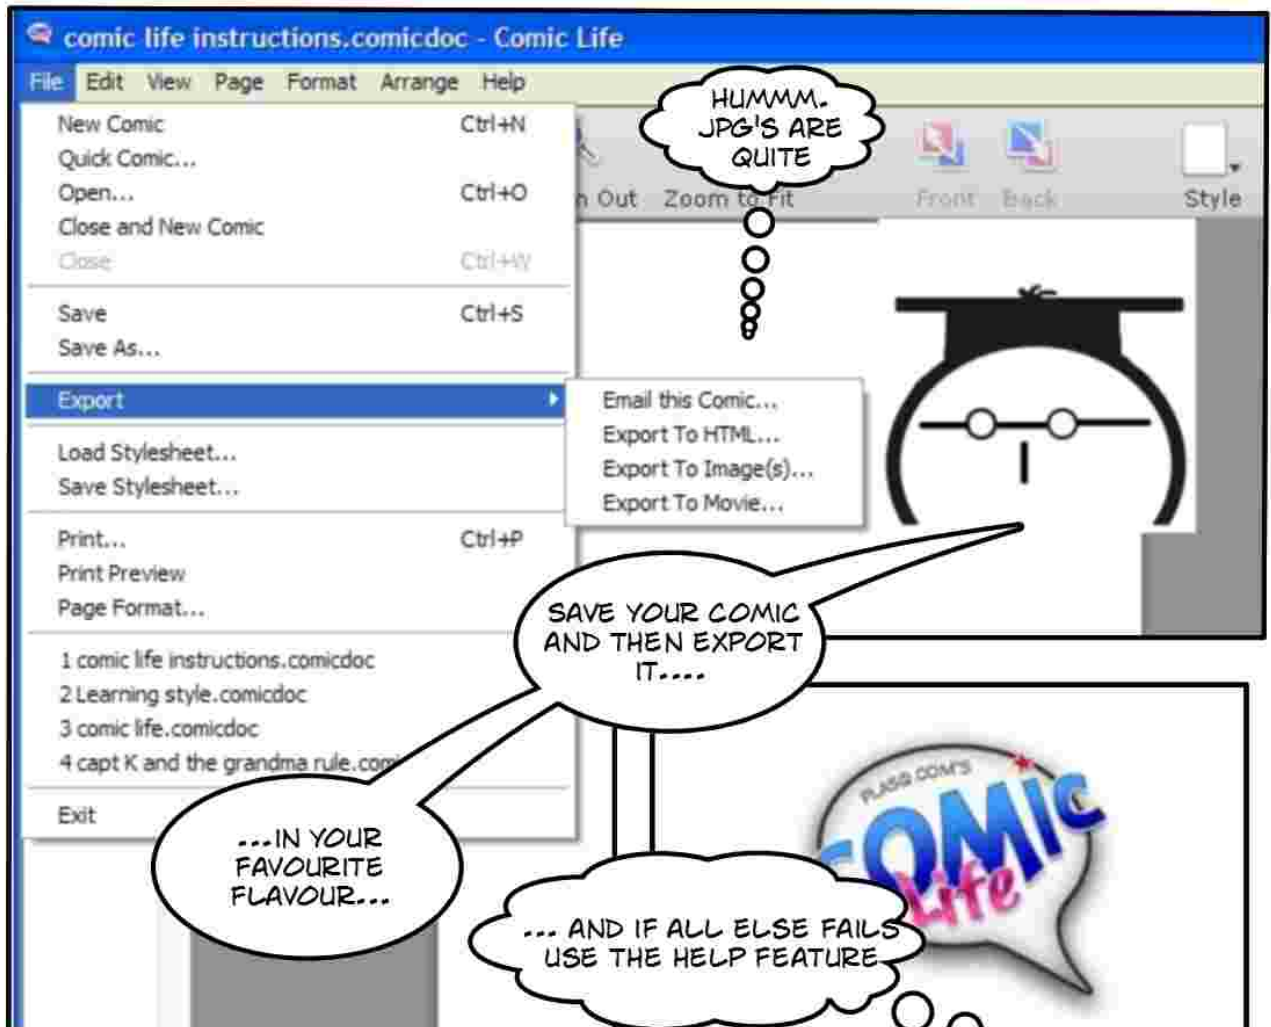 comic life instructions.comicdoc - Comic Life
File Edit View Page Format Arrange Help
New Comic Ctrl+N
Quick Comic...
Open... Ctrl+O
Close and New Comic
Close Ctrl+W
Save Ctrl+S
Save As...
Export
Load Stylesheet...
Save Stylesheet...
Print... Ctrl+P
Print Preview
Page Format...
1 comic life instructions.comicdoc
2 Learning style.comicdoc
3 comic life.comicdoc
4 capt K and the grandma rule.comi
Exit
Email this Comic...
Export To HTML...
Export To Image(s)...
Export To Movie...
Out Zoom to Fit Front Back Style
HUMMM.
JPG'S ARE
QUITE
SAVE YOUR COMIC
AND THEN EXPORT
IT....
...IN YOUR
FAVOURITE
FLAVOUR...
PLASQ.COM'S
COMIC
Life
... AND IF ALL ELSE FAILS
USE THE HELP FEATURE